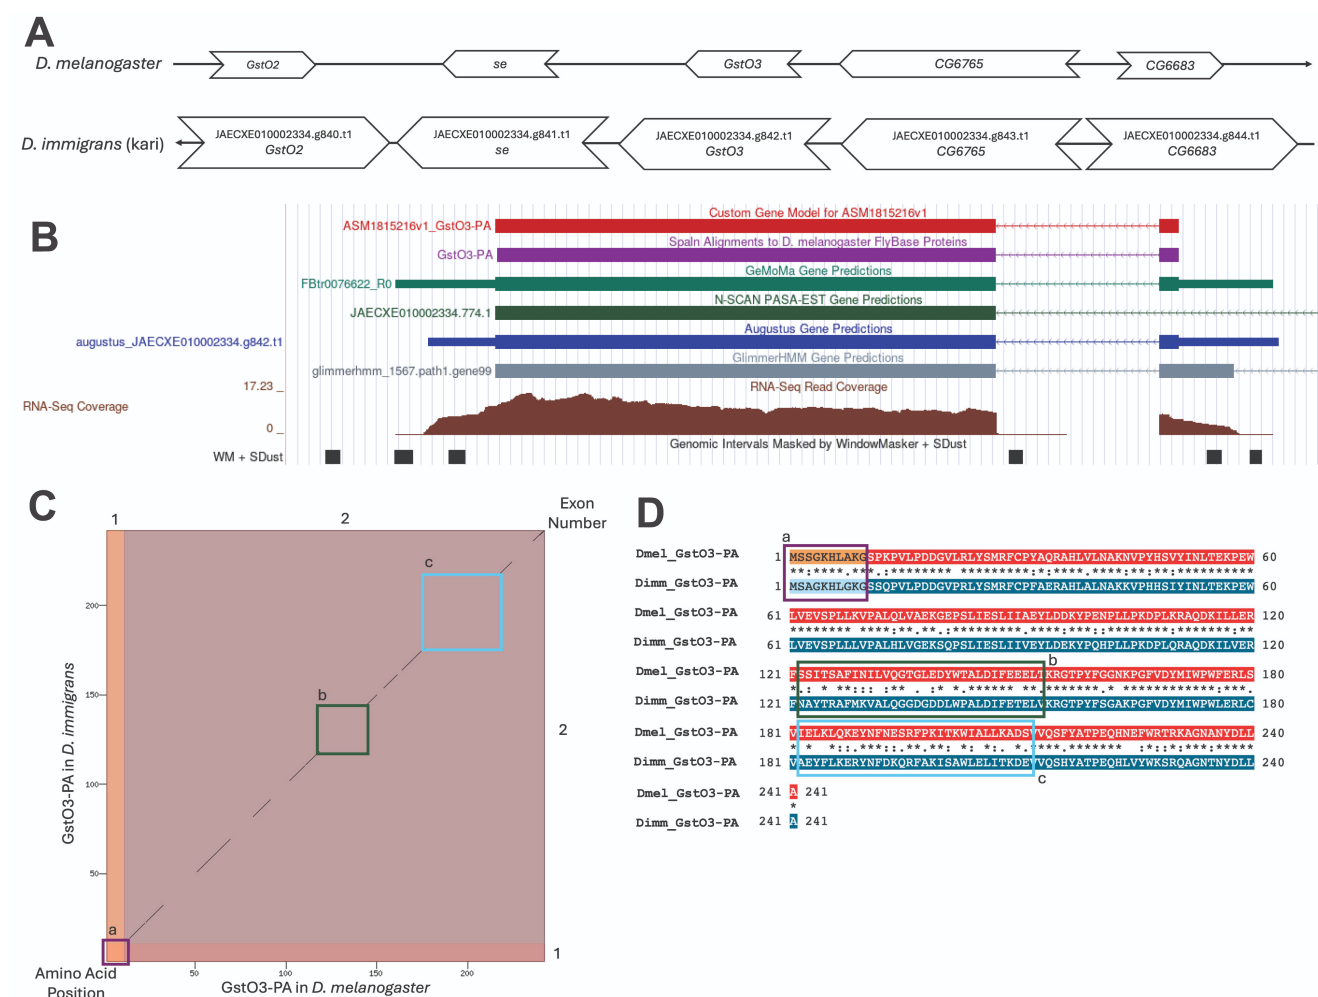 A
D. melanogaster
GstO2
se
GstO3
CG6765
CG6683
D. immigrans (kari)
JAECXE010002334.g840.t1
GstO2
JAECXE010002334.g841.t1
se
JAECXE010002334.g842.t1
GstO3
JAECXE010002334.g843.t1
CG6765
JAECXE010002334.g844.t1
CG6683
B
Custom Gene Model for ASM1815216v1
ASM1815216v1_GstO3-PA
Spaln Alignments to D. melanogaster FlyBase Proteins
GstO3-PA
GeMoMa Gene Predictions
FBtr0076622_R0
N-SCAN PASA-EST Gene Predictions
JAECXE010002334.774.1
Augustus Gene Predictions
augustus_JAECXE010002334.g842.t1
GlimmerHMM Gene Predictions
glimmerhmm_1567.path1.gene99
17.23 _
RNA-Seq Read Coverage
RNA-Seq Coverage
0 _
Genomic Intervals Masked by WindowMasker + SDust
WM + SDust
C
1
2
Exon
Number
c
200
b
150
2
100
50
a
1
50
100
150
200
Amino Acid
Position
GstO3-PA in D. melanogaster
GstO3-PA in D. immigrans
D
a
Dmel_GstO3-PA 1 MSSGKHLAKGSPKPVLPDDGVLRLYSMRFCPYAQRAHLVLNAKNVPYHSVYINLTEKPEW 60
Dimm_GstO3-PA 1 MSAGKHLGKGSSQPVLPDDGVPRLYSMRFCPFAERAHLALNAKKVPHHSIYINLTEKPEW 60
Dmel_GstO3-PA 61 LVEVSPLLKVPALQLVAEKGEPSLIESLIIAEYLDDKYPENPLLPKDPLKRAQDKILLER 120
Dimm_GstO3-PA 61 LVEVSPLLVVPALHLVGEKSQPSLIESLIIVEYLDEKYPQHPLLPKDPLQRAQDKILVER 120
b
Dmel_GstO3-PA 121 FSSITSAFINILVQGTGLEDYWTALDIFEEELTKRGTPYFGGNKPGFVDYMIWPWFERLS 180
Dimm_GstO3-PA 121 FNAYTRAFMKVALQGGDGDDLWPALDIFETELVKRGTPYFSGAKPGFVDYMIWPWLERLC 180
Dmel_GstO3-PA 181 VIELKLQKEYNFNESRFPKITKWIALLKADSVVQSFYATPEQHNEFWRTRKAGNANYDLL 240
Dimm_GstO3-PA 181 VAEYFLKERYNFDKQRFAKISAWLELITKDEVVQSHYATPEQHLVYWKSRQAGNTNYDLL 240
c
Dmel_GstO3-PA 241 A 241
Dimm_GstO3-PA 241 A 241